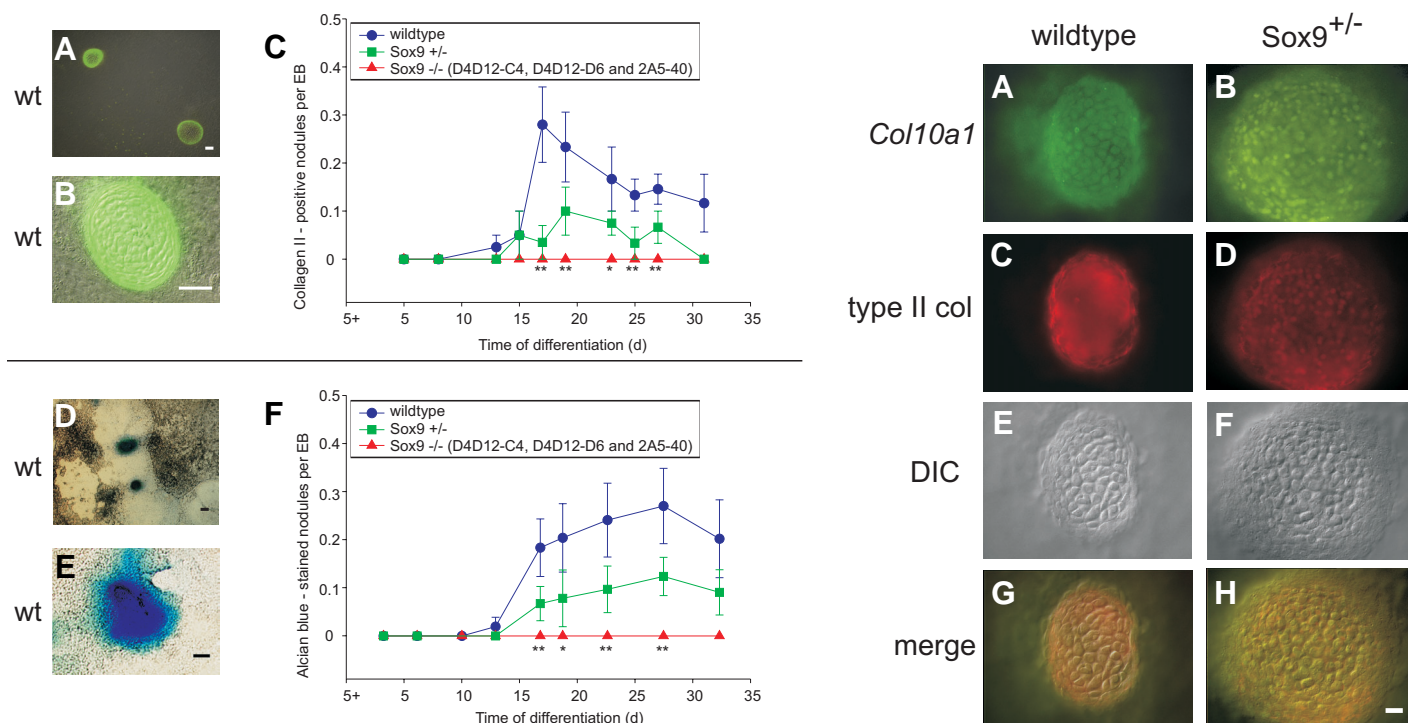 A
wt
B
wt
C
wildtype
Sox9 +/-
Sox9 -/- (D4D12-C4, D4D12-D6 and 2A5-40)
Collagen II - positive nodules per EB
0.5
0.4
0.3
0.2
0.1
0
** ** * ** **
5+ 5 10 15 20 25 30 35
Time of differentiation (d)
D
wt
E
wt
F
wildtype
Sox9 +/-
Sox9 -/- (D4D12-C4, D4D12-D6 and 2A5-40)
Alcian blue - stained nodules per EB
0.5
0.4
0.3
0.2
0.1
0
** * ** **
5+ 5 10 15 20 25 30 35
Time of differentiation (d)
wildtype Sox9+/-
Col10a1 A B
type II col C D
DIC E F
merge G H